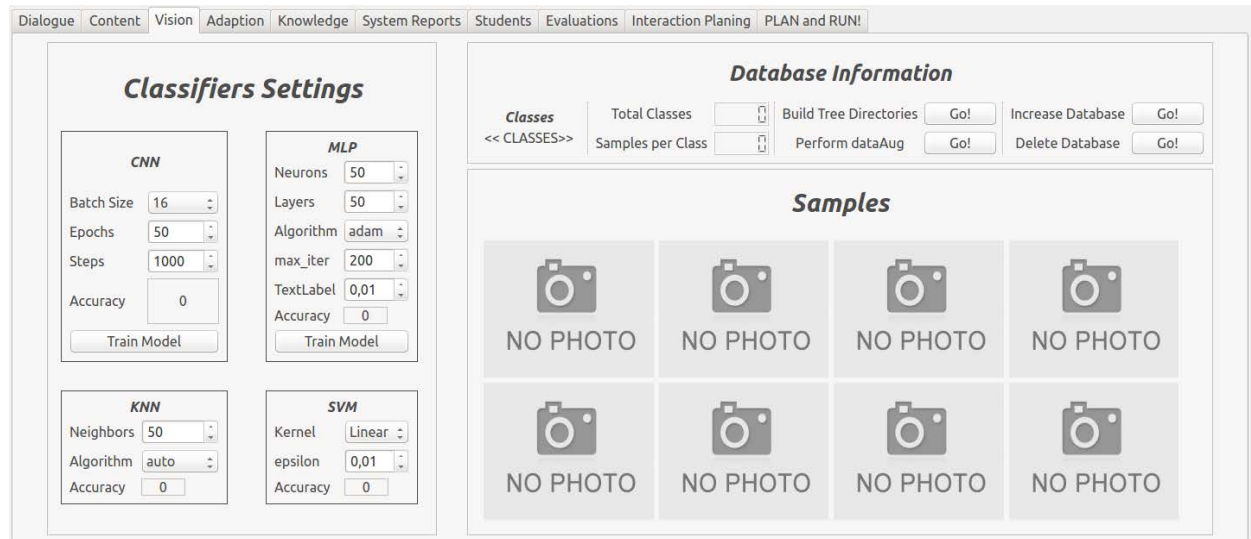 Dialogue Content Vision Adaption Knowledge System Reports Students Evaluations Interaction Planing PLAN and RUN!
Classifiers Settings
CNN
Batch Size 16
Epochs 50
Steps 1000
Accuracy 0
Train Model
MLP
Neurons 50
Layers 50
Algorithm adam
max_iter 200
TextLabel 0,01
Accuracy 0
Train Model
KNN
Neighbors 50
Algorithm auto
Accuracy 0
SVM
Kernel Linear
epsilon 0,01
Accuracy 0
Database Information
Classes
<< CLASSES>>
Total Classes 0
Samples per Class 0
Build Tree Directories Go!
Perform dataAug Go!
Increase Database Go!
Delete Database Go!
Samples
NO PHOTO NO PHOTO NO PHOTO NO PHOTO
NO PHOTO NO PHOTO NO PHOTO NO PHOTO